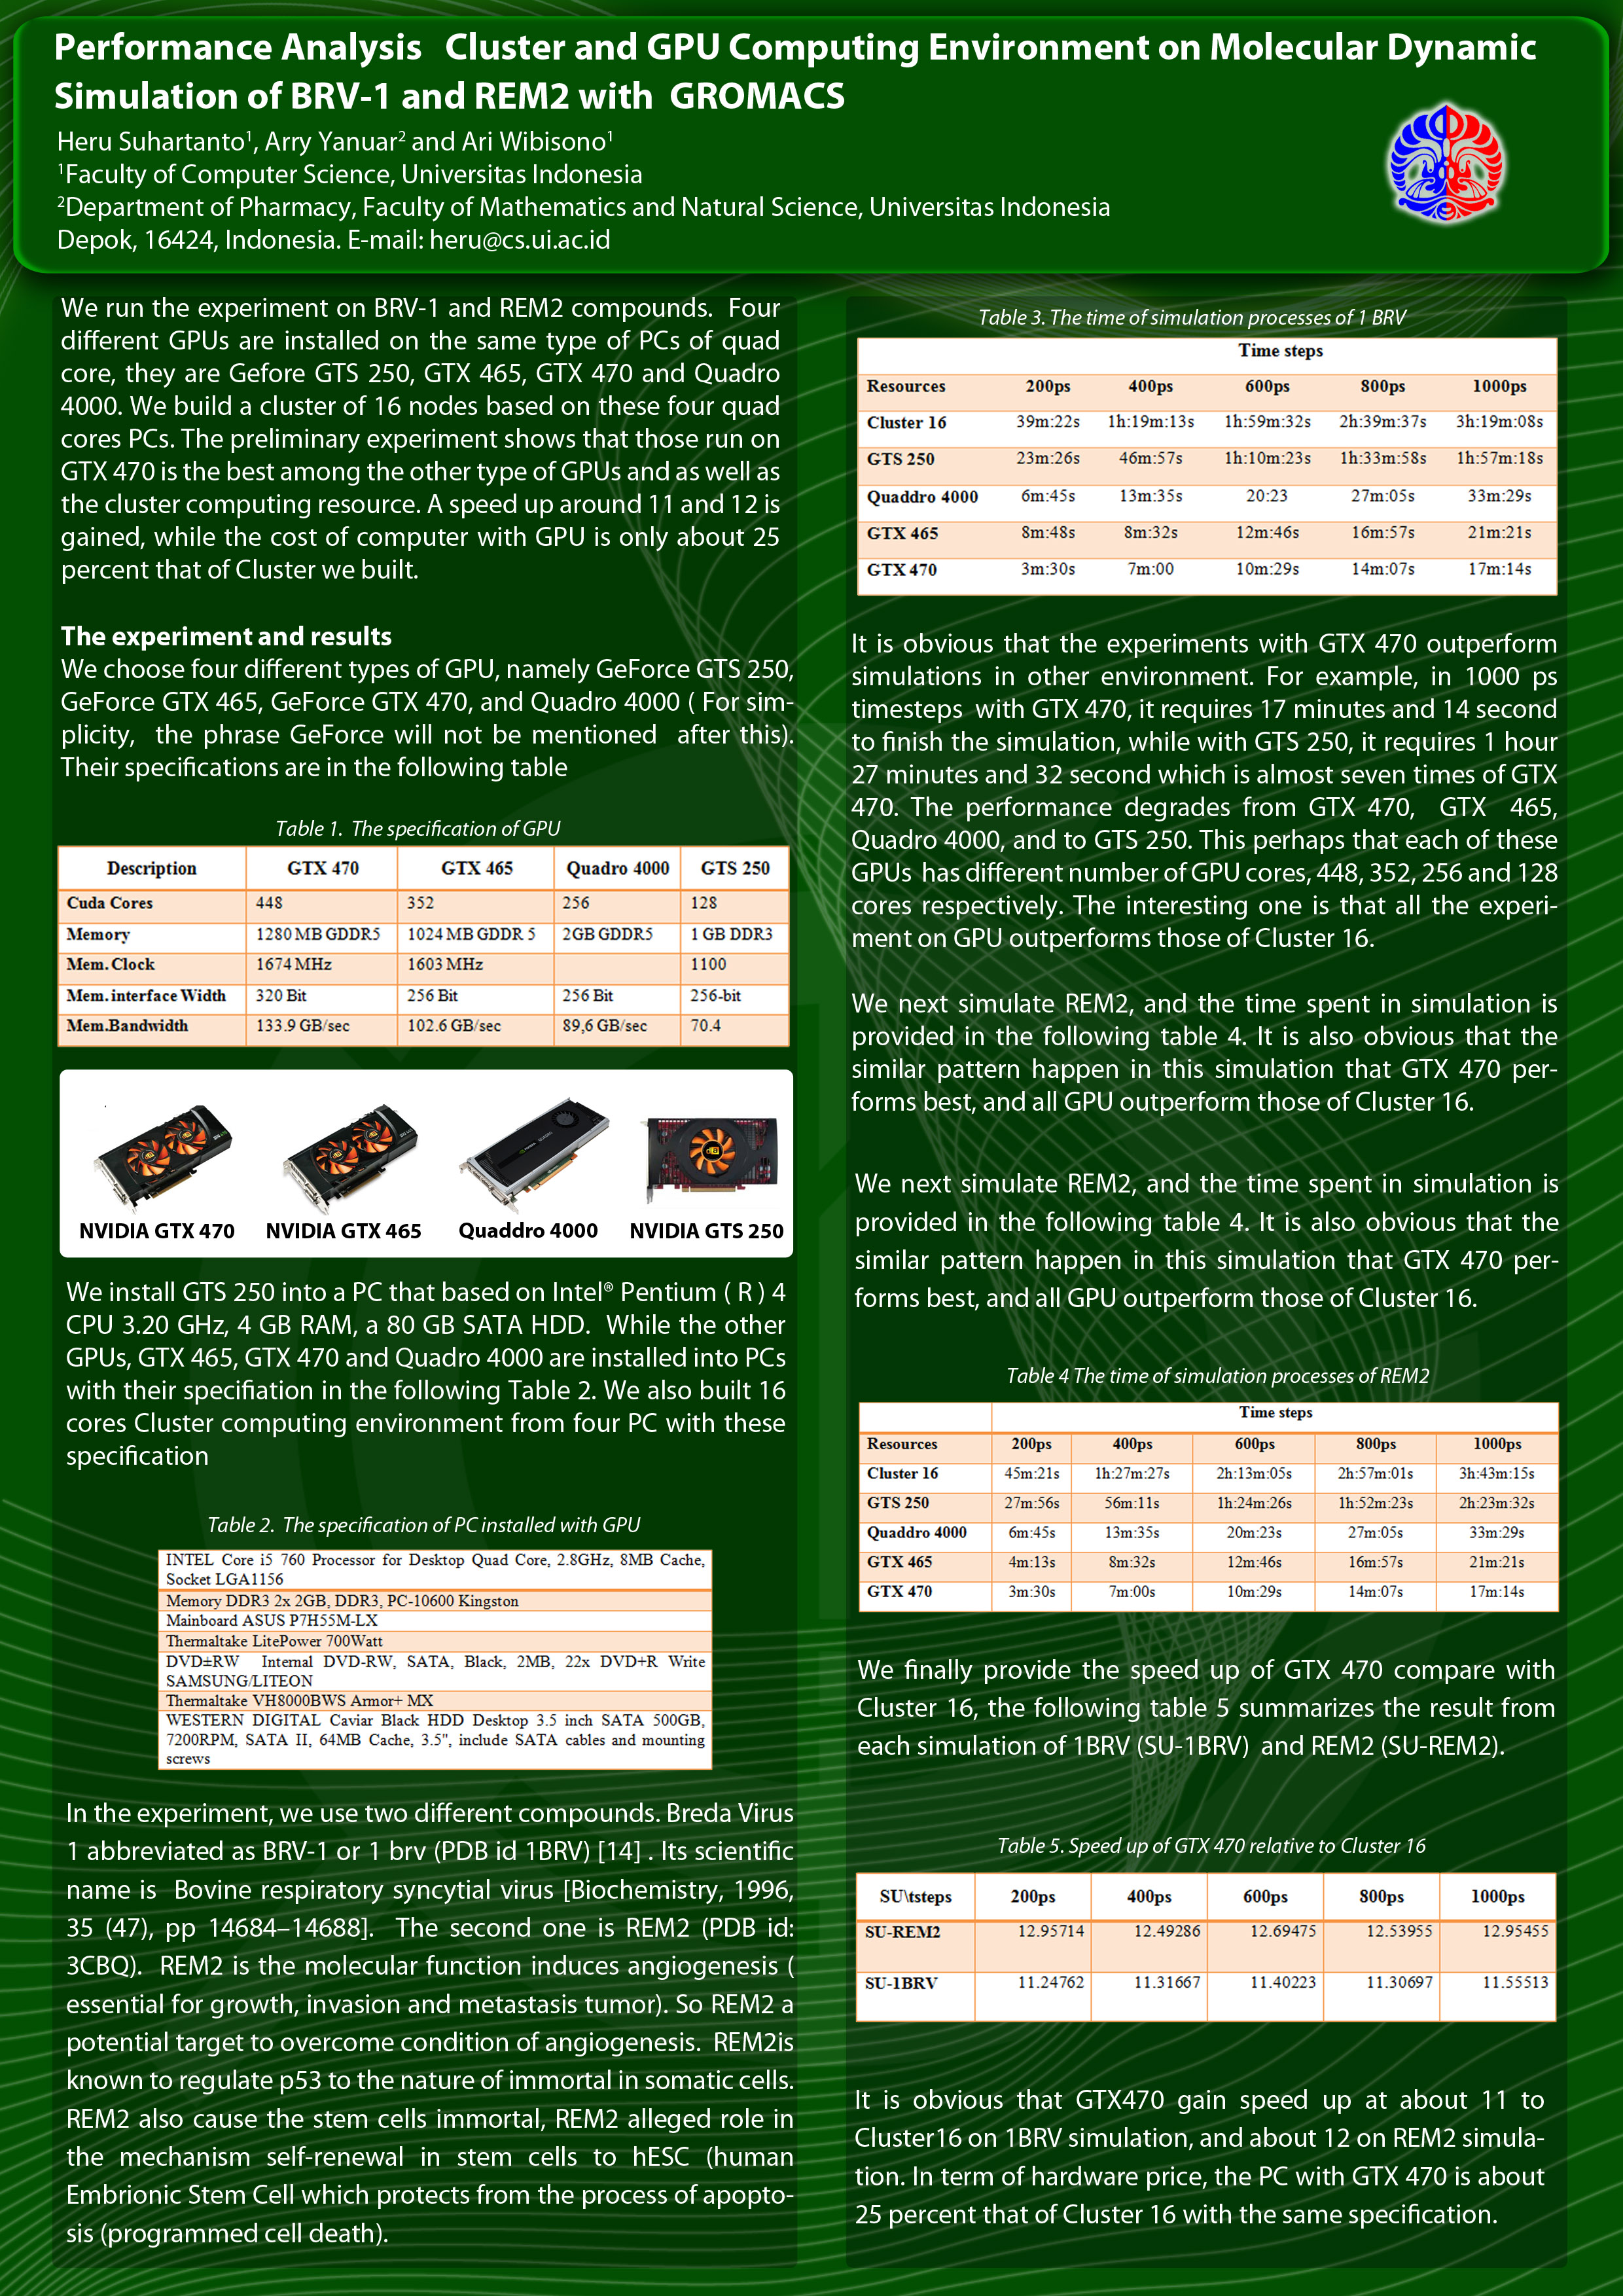 Performance Analysis   Cluster and GPU Computing Environment on Molecular Dynamic
Simulation of BRV-1 and REM2 with  GROMACS
Heru Suhartanto¹, Arry Yanuar² and Ari Wibisono¹
¹Faculty of Computer Science, Universitas Indonesia
²Department of Pharmacy, Faculty of Mathematics and Natural Science, Universitas Indonesia
Depok, 16424, Indonesia. E-mail: heru@cs.ui.ac.id
We run the experiment on BRV-1 and REM2 compounds.  Four
different GPUs are installed on the same type of PCs of quad
core, they are Gefore GTS 250, GTX 465, GTX 470 and Quadro
4000. We build a cluster of 16 nodes based on these four quad
cores PCs. The preliminary experiment shows that those run on
GTX 470 is the best among the other type of GPUs and as well as
the cluster computing resource. A speed up around 11 and 12 is
gained, while the cost of computer with GPU is only about 25
percent that of Cluster we built.
The experiment and results
We choose four different types of GPU, namely GeForce GTS 250,
GeForce GTX 465, GeForce GTX 470, and Quadro 4000 ( For sim-
plicity,  the phrase GeForce will not be mentioned  after this).
Their specifications are in the following table
Table 1.  The specification of GPU
Description GTX 470 GTX 465 Quadro 4000 GTS 250
Cuda Cores 448 352 256 128
Memory 1280 MB GDDR5 1024 MB GDDR 5 2GB GDDR5 1 GB DDR3
Mem. Clock 1674 MHz 1603 MHz 1100
Mem. interface Width 320 Bit 256 Bit 256 Bit 256-bit
Mem.Bandwidth 133.9 GB/sec 102.6 GB/sec 89,6 GB/sec 70.4
NVIDIA GTX 470 NVIDIA GTX 465 Quaddro 4000 NVIDIA GTS 250
We install GTS 250 into a PC that based on Intel® Pentium ( R ) 4
CPU 3.20 GHz, 4 GB RAM, a 80 GB SATA HDD.  While the other
GPUs, GTX 465, GTX 470 and Quadro 4000 are installed into PCs
with their specifiation in the following Table 2. We also built 16
cores Cluster computing environment from four PC with these
specification
Table 2.  The specification of PC installed with GPU
INTEL Core i5 760 Processor for Desktop Quad Core, 2.8GHz, 8MB Cache,
Socket LGA1156
Memory DDR3 2x 2GB, DDR3, PC-10600 Kingston
Mainboard ASUS P7H55M-LX
Thermaltake LitePower 700Watt
DVD±RW Internal DVD-RW, SATA, Black, 2MB, 22x DVD+R Write
SAMSUNG/LITEON
Thermaltake VH8000BWS Armor+ MX
WESTERN DIGITAL Caviar Black HDD Desktop 3.5 inch SATA 500GB,
7200RPM, SATA II, 64MB Cache, 3.5", include SATA cables and mounting
screws
In the experiment, we use two different compounds. Breda Virus
1 abbreviated as BRV-1 or 1 brv (PDB id 1BRV) [14] . Its scientific
name is  Bovine respiratory syncytial virus [Biochemistry, 1996,
35 (47), pp 14684–14688].  The second one is REM2 (PDB id:
3CBQ).  REM2 is the molecular function induces angiogenesis (
essential for growth, invasion and metastasis tumor). So REM2 a
potential target to overcome condition of angiogenesis.  REM2is
known to regulate p53 to the nature of immortal in somatic cells.
REM2 also cause the stem cells immortal, REM2 alleged role in
the mechanism self-renewal in stem cells to hESC (human
Embrionic Stem Cell which protects from the process of apopto-
sis (programmed cell death).
Table 3. The time of simulation processes of 1 BRV
Time steps
Resources 200ps 400ps 600ps 800ps 1000ps
Cluster 16 39m:22s 1h:19m:13s 1h:59m:32s 2h:39m:37s 3h:19m:08s
GTS 250 23m:26s 46m:57s 1h:10m:23s 1h:33m:58s 1h:57m:18s
Quaddro 4000 6m:45s 13m:35s 20:23 27m:05s 33m:29s
GTX 465 8m:48s 8m:32s 12m:46s 16m:57s 21m:21s
GTX 470 3m:30s 7m:00 10m:29s 14m:07s 17m:14s
It is obvious that the experiments with GTX 470 outperform
simulations in other environment. For example, in 1000 ps
timesteps  with GTX 470, it requires 17 minutes and 14 second
to finish the simulation, while with GTS 250, it requires 1 hour
27 minutes and 32 second which is almost seven times of GTX
470. The performance degrades from GTX 470,  GTX  465,
Quadro 4000, and to GTS 250. This perhaps that each of these
GPUs  has different number of GPU cores, 448, 352, 256 and 128
cores respectively. The interesting one is that all the experi-
ment on GPU outperforms those of Cluster 16.
We next simulate REM2, and the time spent in simulation is
provided in the following table 4. It is also obvious that the
similar pattern happen in this simulation that GTX 470 per-
forms best, and all GPU outperform those of Cluster 16.
We next simulate REM2, and the time spent in simulation is
provided in the following table 4. It is also obvious that the
similar pattern happen in this simulation that GTX 470 per-
forms best, and all GPU outperform those of Cluster 16.
Table 4 The time of simulation processes of REM2
Time steps
Resources 200ps 400ps 600ps 800ps 1000ps
Cluster 16 45m:21s 1h:27m:27s 2h:13m:05s 2h:57m:01s 3h:43m:15s
GTS 250 27m:56s 56m:11s 1h:24m:26s 1h:52m:23s 2h:23m:32s
Quaddro 4000 6m:45s 13m:35s 20m:23s 27m:05s 33m:29s
GTX 465 4m:13s 8m:32s 12m:46s 16m:57s 21m:21s
GTX 470 3m:30s 7m:00s 10m:29s 14m:07s 17m:14s
We finally provide the speed up of GTX 470 compare with
Cluster 16, the following table 5 summarizes the result from
each simulation of 1BRV (SU-1BRV)  and REM2 (SU-REM2).
Table 5. Speed up of GTX 470 relative to Cluster 16
SU\tsteps 200ps 400ps 600ps 800ps 1000ps
SU-REM2 12.95714 12.49286 12.69475 12.53955 12.95455
SU-1BRV 11.24762 11.31667 11.40223 11.30697 11.55513
It is obvious that GTX470 gain speed up at about 11 to
Cluster16 on 1BRV simulation, and about 12 on REM2 simula-
tion. In term of hardware price, the PC with GTX 470 is about
25 percent that of Cluster 16 with the same specification.